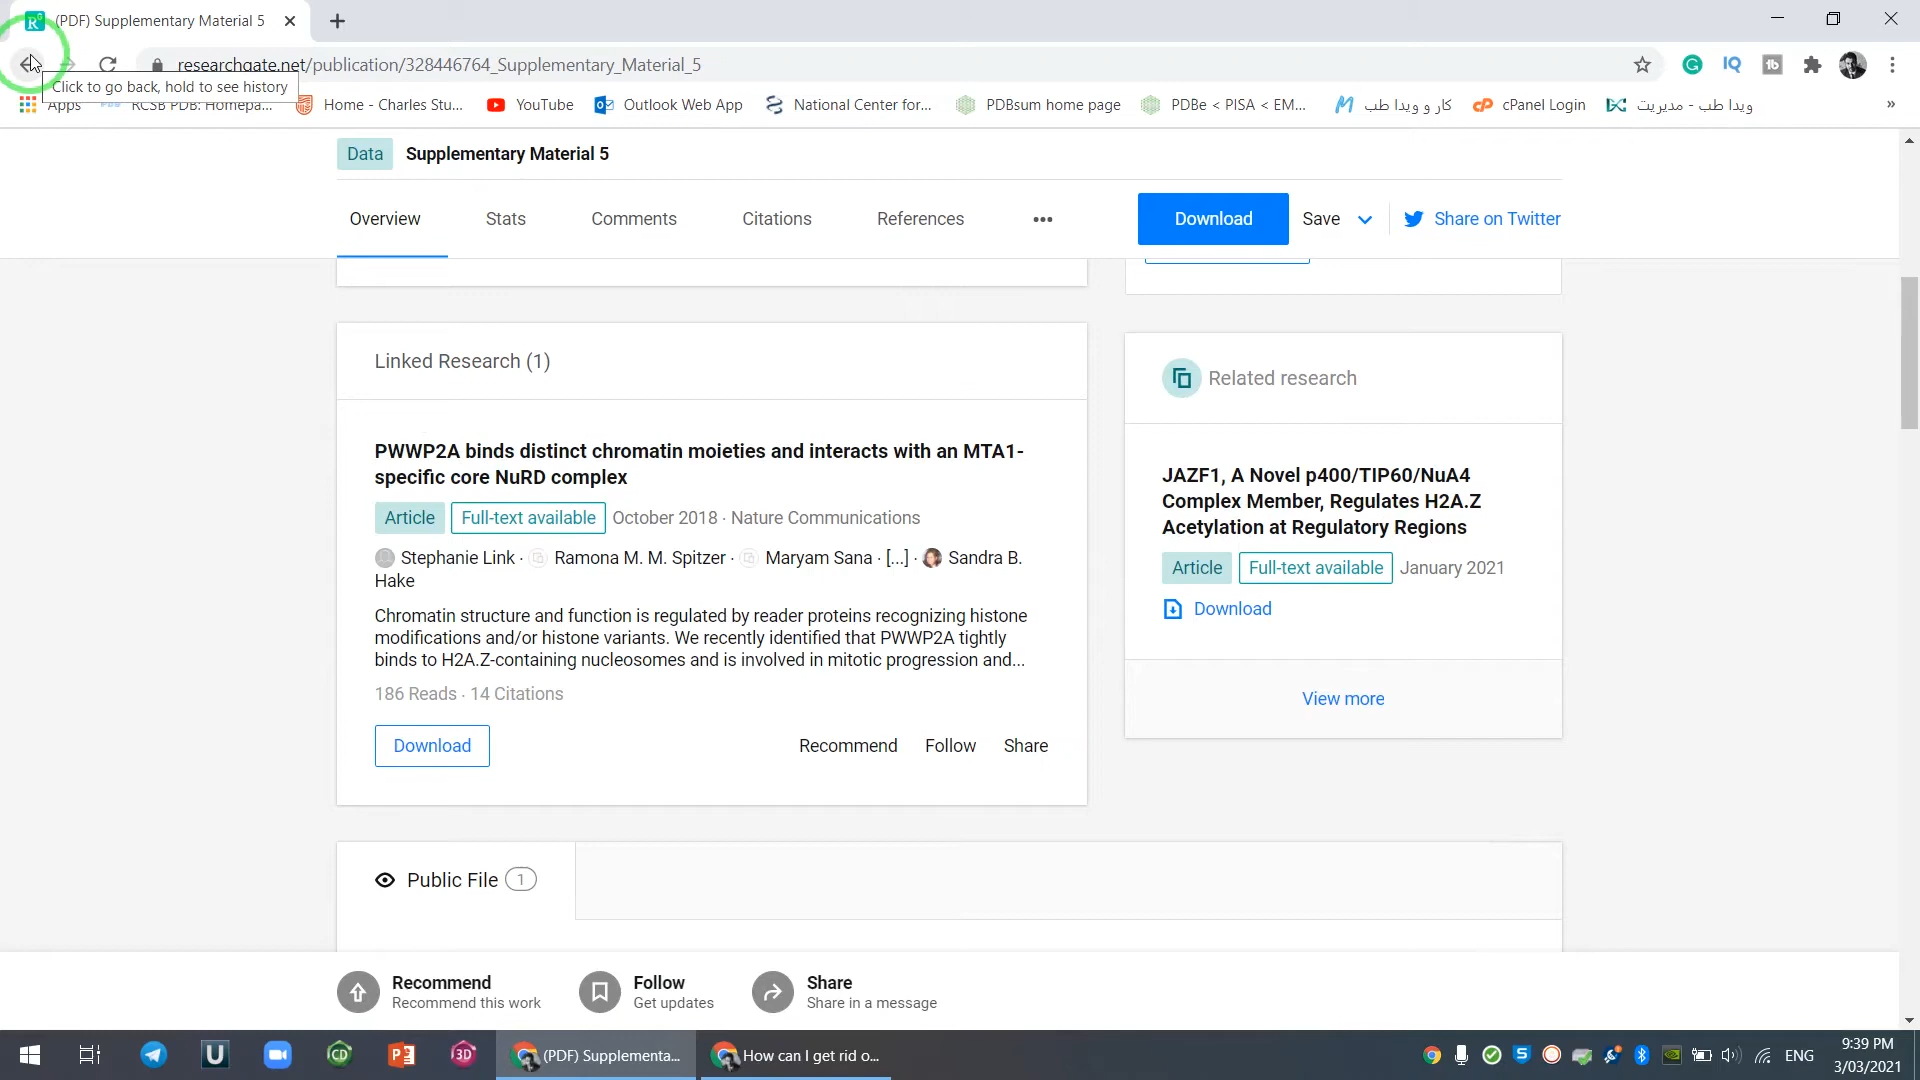 (PDF) Supplementary Material 5
researchgate.net/publication/328446764_Supplementary_Material_5
Click to go back, hold to see history
Apps
RCSB PDB: Homepa...
Home - Charles Stu...
YouTube
Outlook Web App
National Center for...
PDBsum home page
PDBe < PISA < EM...
کار و ویدا طب
cPanel Login
ویدا طب - مدیریت
»
Data Supplementary Material 5
Overview Stats Comments Citations References ••• Download Save Share on Twitter
Linked Research (1)
PWWP2A binds distinct chromatin moieties and interacts with an MTA1-
specific core NuRD complex
Article Full-text available October 2018 · Nature Communications
Stephanie Link · Ramona M. M. Spitzer · Maryam Sana · [...] · Sandra B.
Hake
Chromatin structure and function is regulated by reader proteins recognizing histone
modifications and/or histone variants. We recently identified that PWWP2A tightly
binds to H2A.Z-containing nucleosomes and is involved in mitotic progression and...
186 Reads · 14 Citations
Download Recommend Follow Share
Related research
JAZF1, A Novel p400/TIP60/NuA4
Complex Member, Regulates H2A.Z
Acetylation at Regulatory Regions
Article Full-text available January 2021
Download
View more
Public File 1
Recommend
Recommend this work
Follow
Get updates
Share
Share in a message
(PDF) Supplementa...
How can I get rid o...
ENG
9:39 PM
3/03/2021